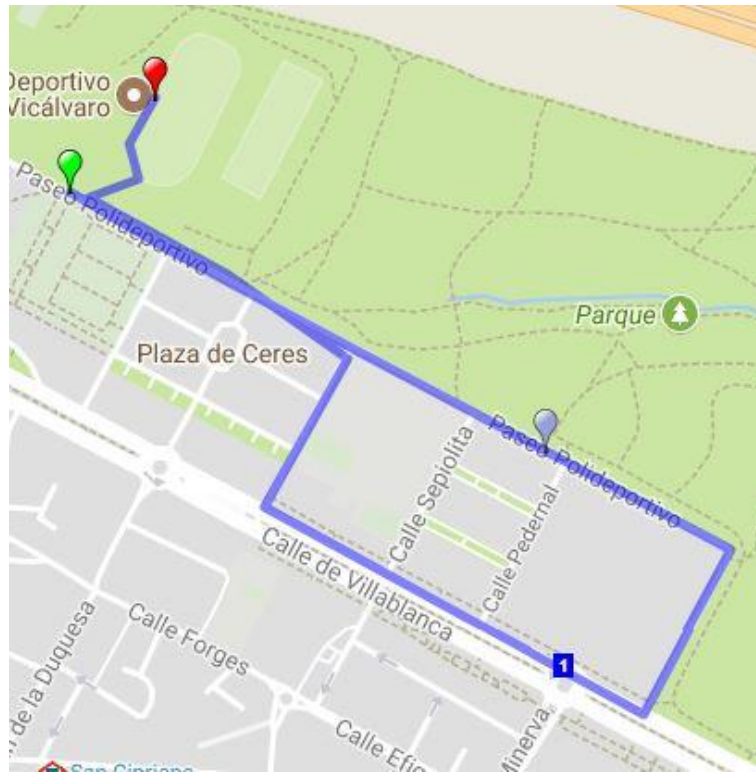 Deportivo
Vicálvaro
Paseo Polideportivo
Parque
Plaza de Ceres
Paseo Polideportivo
Calle Sepiolita
Calle Pedernal
Calle de Villablanca
Calle Forges
de la Duquesa
1
Calle Efig
Minerva
San Cipriano